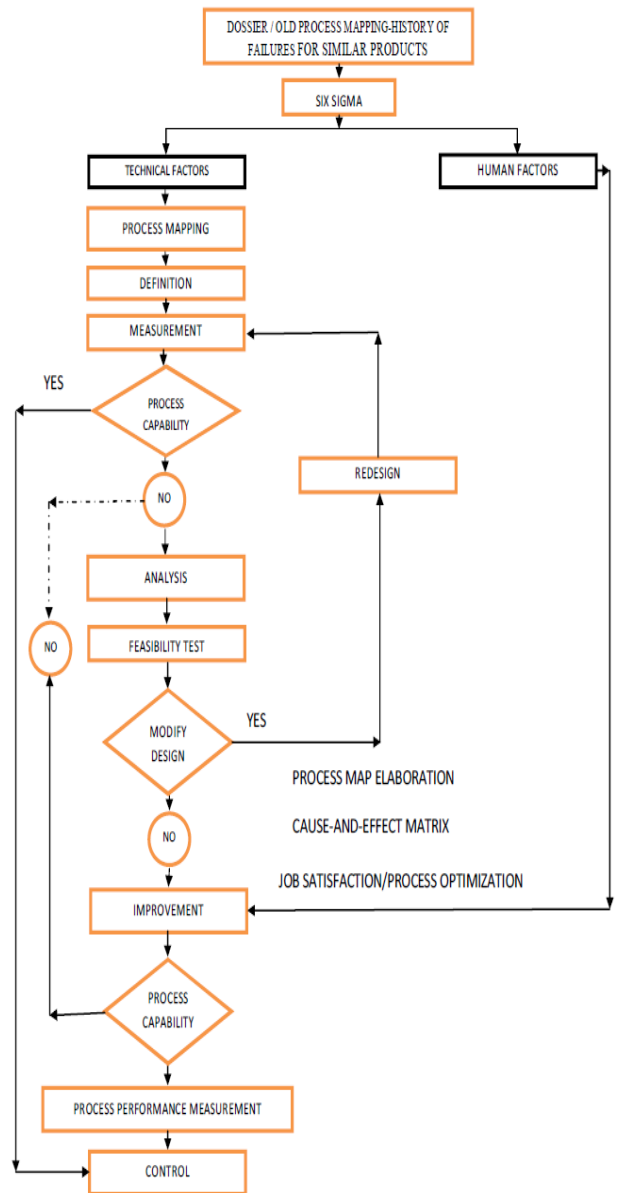 DOSSIER / OLD PROCESS MAPPING-HISTORY OF
FAILURES FOR SIMILAR PRODUCTS
SIX SIGMA
TECHNICAL FACTORS
HUMAN FACTORS
PROCESS MAPPING
DEFINITION
MEASUREMENT
YES
PROCESS
CAPABILITY
REDESIGN
NO
ANALYSIS
NO
FEASIBILITY TEST
YES
MODIFY
DESIGN
PROCESS MAP ELABORATION
CAUSE-AND-EFFECT MATRIX
NO
JOB SATISFACTION/PROCESS OPTIMIZATION
IMPROVEMENT
PROCESS
CAPABILITY
PROCESS PERFORMANCE MEASUREMENT
CONTROL